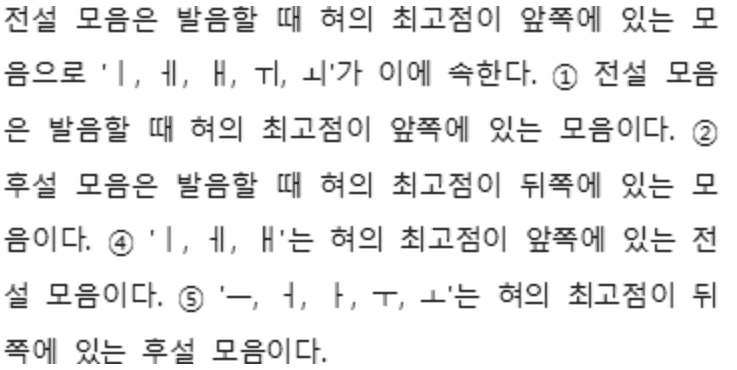 전설 모음은 발음할 때 혀의 최고점이 앞쪽에 있는 모
음으로 'ㅣ, ㅔ, ㅐ, ㅟ, ㅚ'가 이에 속한다. ① 전설 모음
은 발음할 때 혀의 최고점이 앞쪽에 있는 모음이다. ②
후설 모음은 발음할 때 혀의 최고점이 뒤쪽에 있는 모
음이다. ④ 'ㅣ, ㅔ, ㅐ'는 혀의 최고점이 앞쪽에 있는 전
설 모음이다. ⑤ 'ㅡ, ㅓ, ㅏ, ㅜ, ㅗ'는 혀의 최고점이 뒤
쪽에 있는 후설 모음이다.